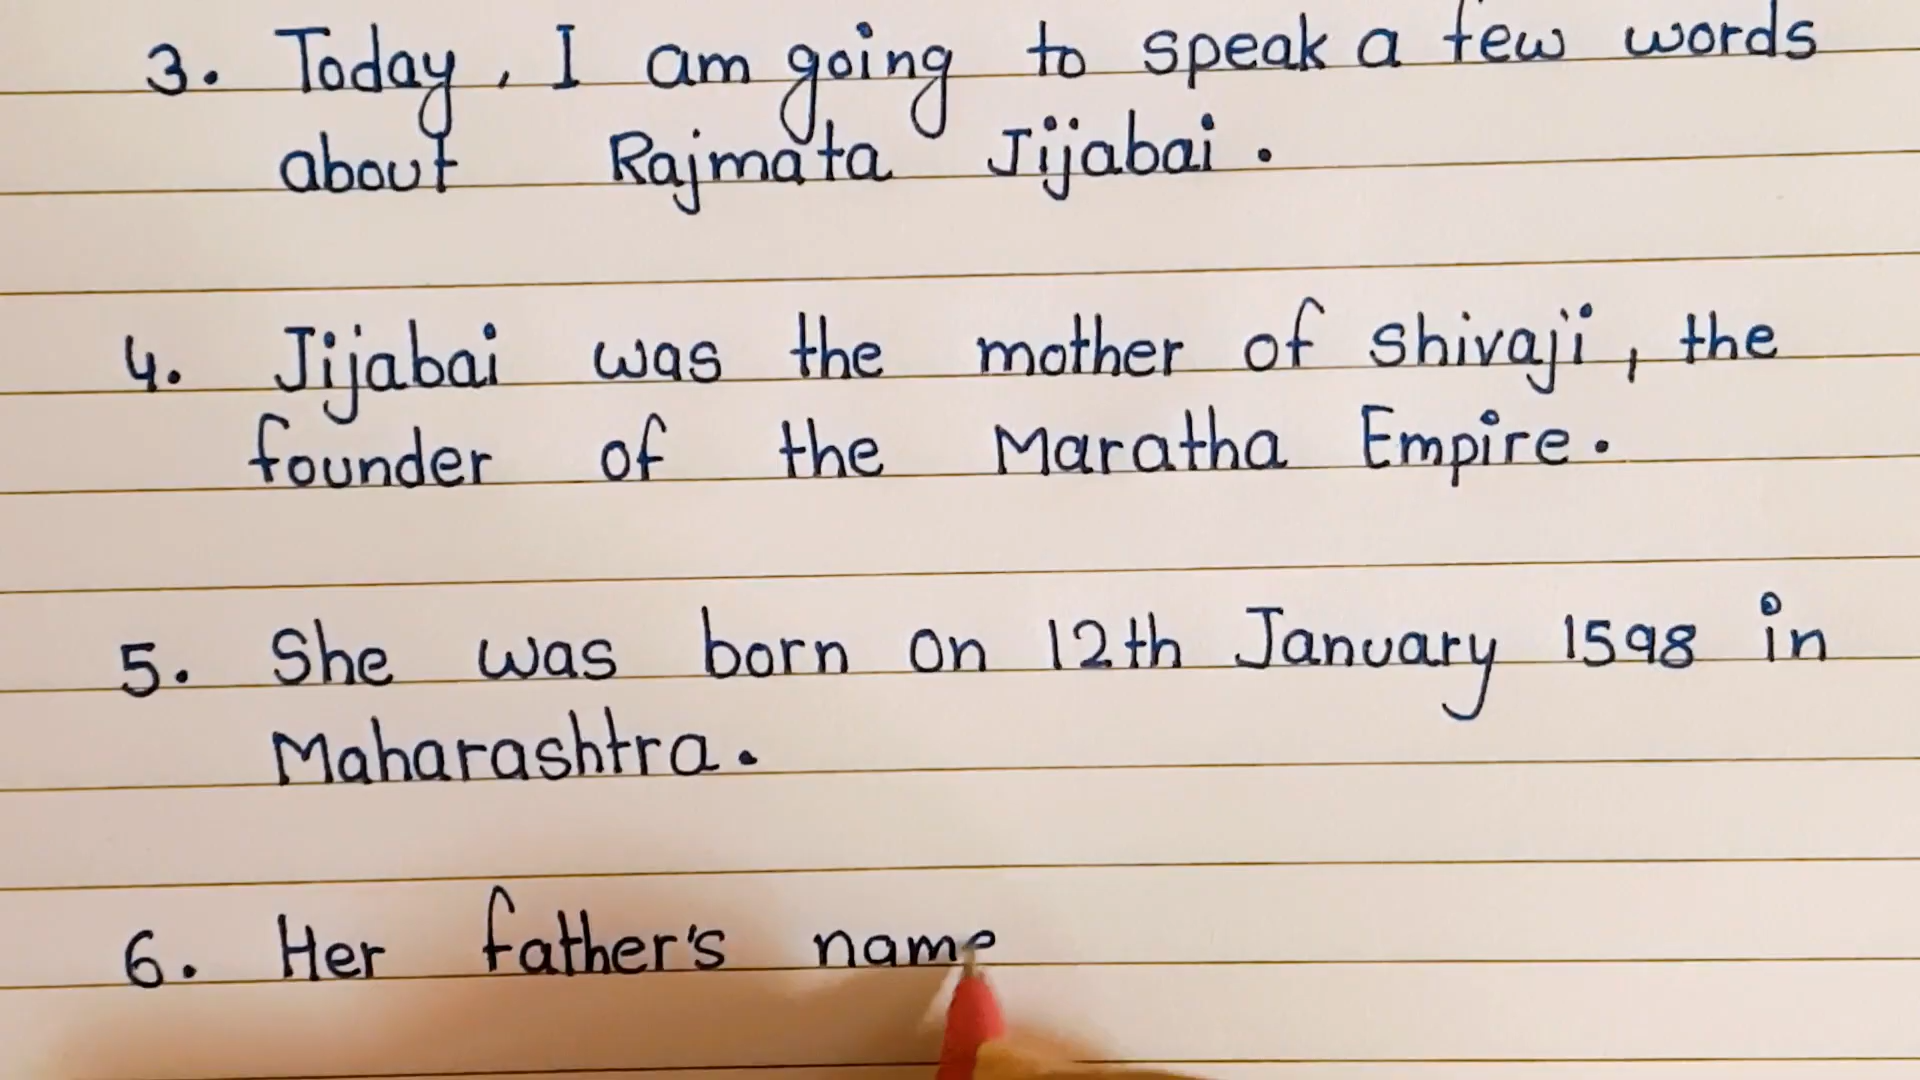 3. Today, I am going to speak a few words
about Rajmata Jijabai.
4. Jijabai was the mother of shivaji, the
founder of the Maratha Empire.
5. She was born on 12th January 1598 in
Maharashtra.
6. Her father's name